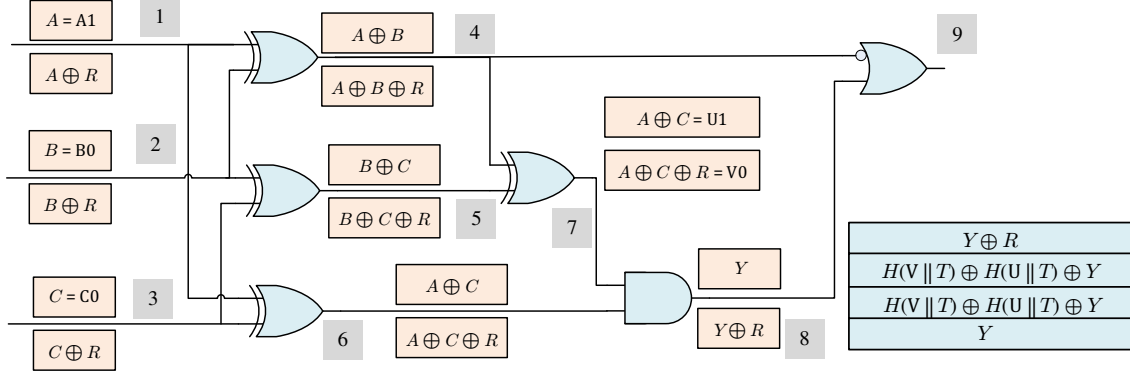 A = A1
1
A ⊕ R
A ⊕ B
4
A ⊕ B ⊕ R
9
B = B0
2
B ⊕ R
B ⊕ C
5
B ⊕ C ⊕ R
A ⊕ C = U1
A ⊕ C ⊕ R = V0
7
C = C0
3
C ⊕ R
6
A ⊕ C
A ⊕ C ⊕ R
Y
Y ⊕ R
8
Y ⊕ R
H(V ‖ T) ⊕ H(U ‖ T) ⊕ Y
H(V ‖ T) ⊕ H(U ‖ T) ⊕ Y
Y